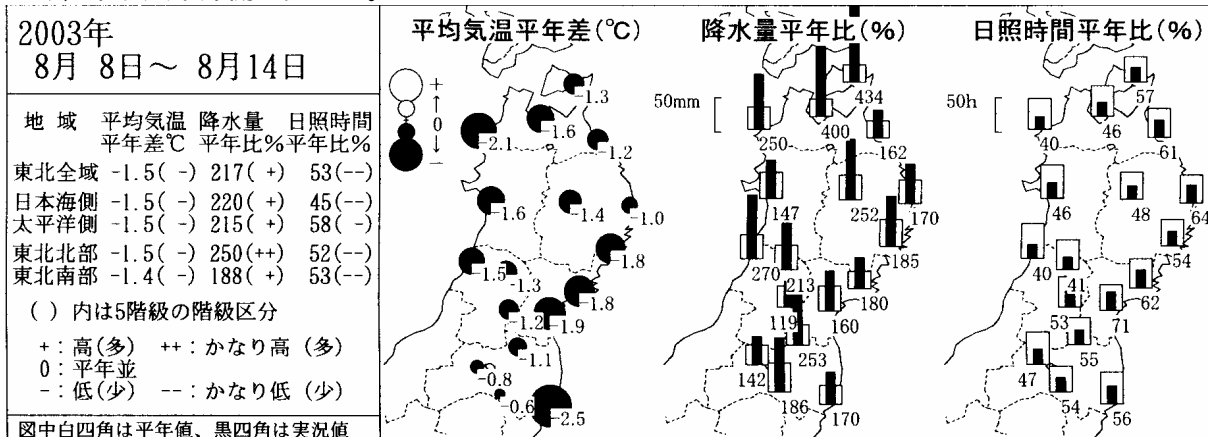 2003年
8月 8日～ 8月14日
地 域 平均気温 降水量 日照時間
平年差℃ 平年比% 平年比%
東北全域 -1.5( -) 217( +) 53(--)
日本海側 -1.5( -) 220( +) 45(--)
太平洋側 -1.5( -) 215( +) 58( -)
東北北部 -1.5( -) 250(++) 52(--)
東北南部 -1.4( -) 188( +) 53(--)
( ) 内は5階級の階級区分
+：高(多) ++：かなり高 (多)
0：平年並
-：低(少) --：かなり低 (少)
図中白四角は平年値、黒四角は実況値
平均気温平年差(℃)
+
↑
0
↓
-
-1.3
-1.6
-2.1
-1.2
-1.6
-1.4
-1.0
-1.8
-1.5
-1.3
-1.8
-1.2
-1.9
-1.1
-0.8
-0.6
-2.5
降水量平年比(%)
50mm
434
400
250
162
147
252
170
185
270
213
180
119
160
253
142
186
170
日照時間平年比(%)
50h
57
46
40
61
46
48
64
54
40
41
62
53
71
55
47
54
56